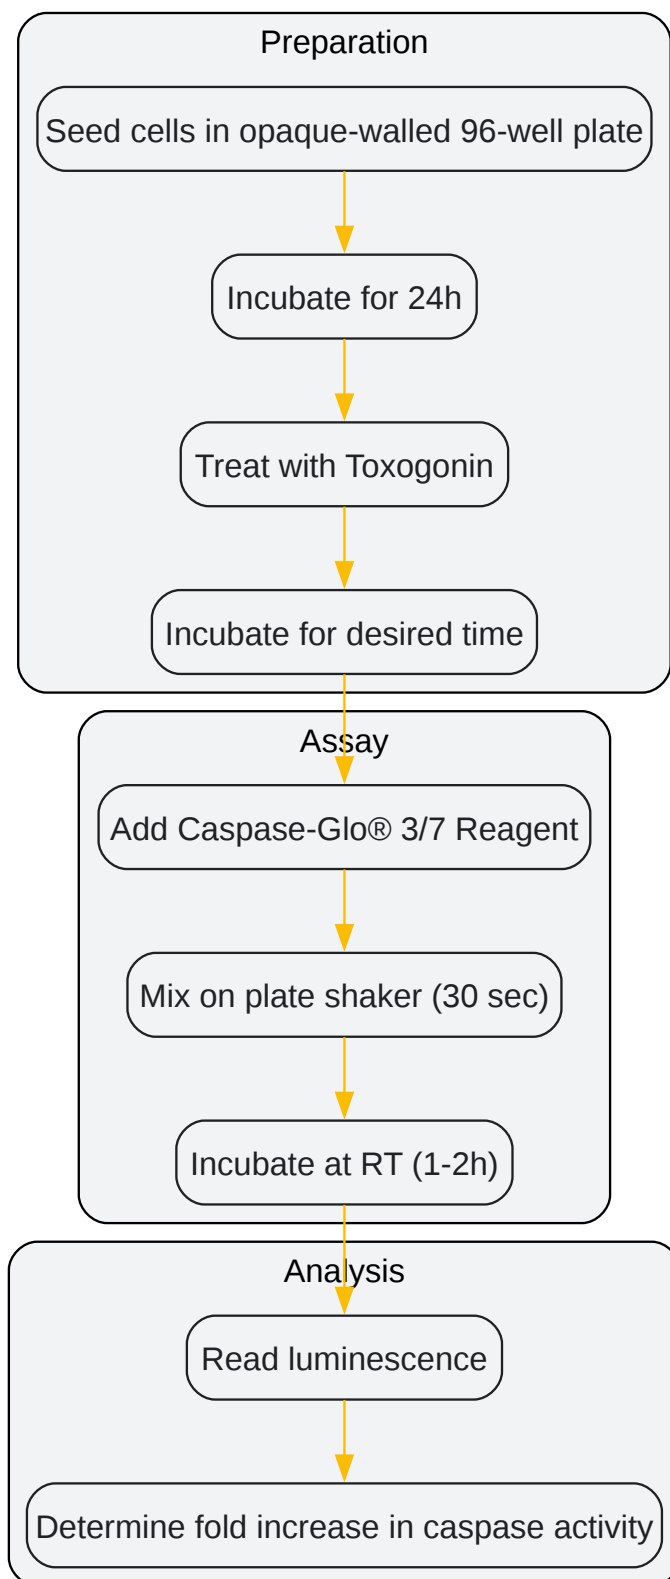 Preparation
Seed cells in opaque-walled 96-well plate
Incubate for 24h
Treat with Toxogonin
Incubate for desired time
Assay
Add Caspase-Glo® 3/7 Reagent
Mix on plate shaker (30 sec)
Incubate at RT (1-2h)
Analysis
Read luminescence
Determine fold increase in caspase activity